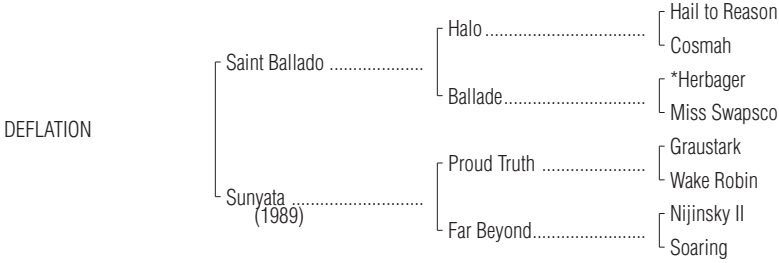 Hail to Reason
Halo ................................
Cosmah
Saint Ballado ...................
*Herbager
Ballade................................
Miss Swapsco
DEFLATION
Graustark
Proud Truth .......................
Wake Robin
Sunyata ..........................
(1989)
Nijinsky II
Far Beyond.........................
Soaring